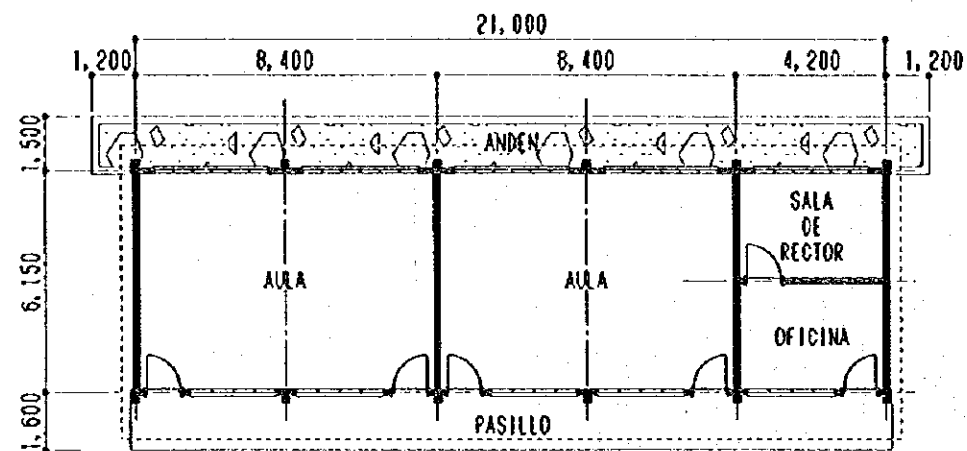 21,000
1,200 8,400 8,400 4,200 1,200
1,500
ANDEN
6,150
AULA
AULA
SALA
DE
RECTOR
OFICINA
1,600
PASILLO